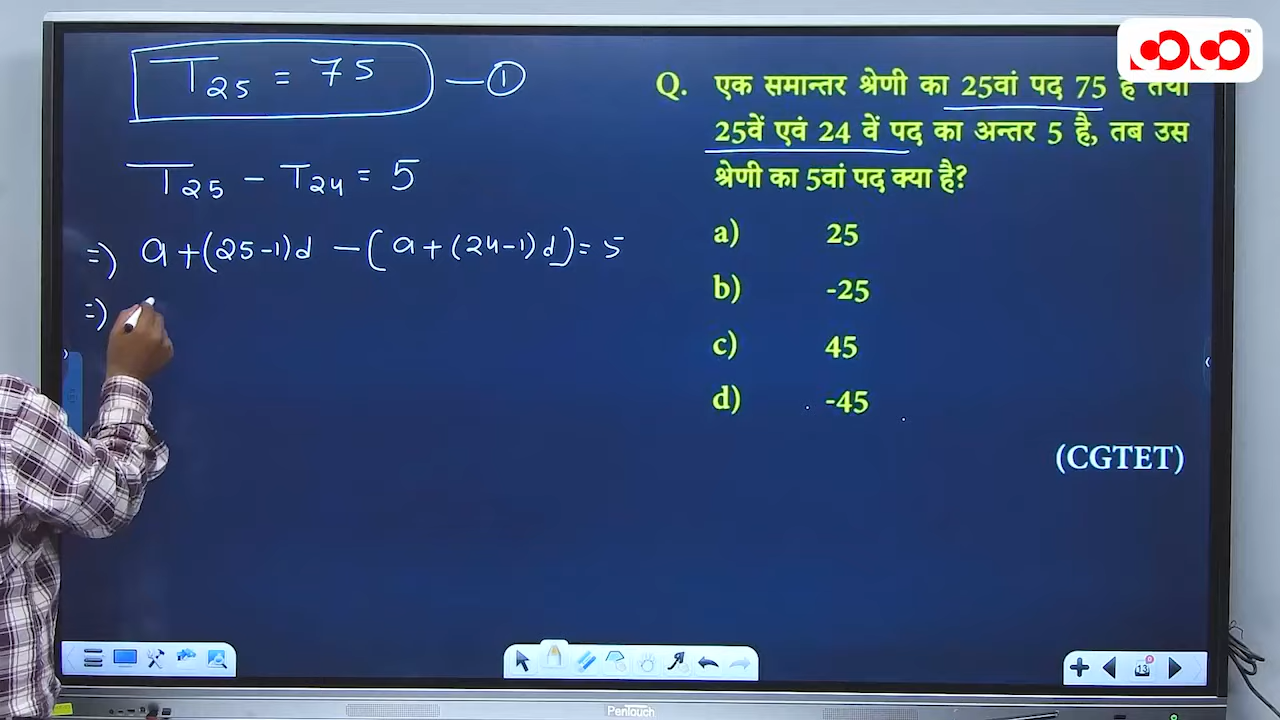 T25 = 75 — ①
T25 - T24 = 5
=) a+(25-1)d - [a+(24-1)d] = 5
=)
Q. एक समान्तर श्रेणी का 25वां पद 75 है तथा
25वें एवं 24 वें पद का अन्तर 5 है, तब उस
श्रेणी का 5वां पद क्या है?
a) 25
b) -25
c) 45
d) -45
(CGTET)
13
PenTouch